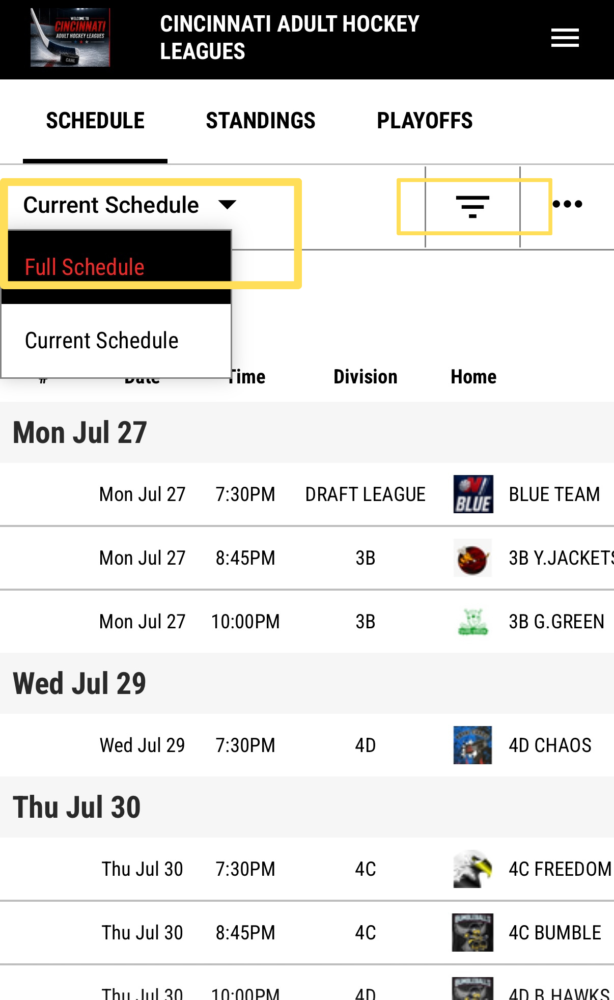 WELCOME TO
CINCINNATI
ADULT HOCKEY LEAGUES
CAHL
CINCINNATI ADULT HOCKEY
LEAGUES
SCHEDULE STANDINGS PLAYOFFS
Current Schedule
Full Schedule
Current Schedule
# Date Time Division Home
Mon Jul 27
Mon Jul 27 7:30PM DRAFT LEAGUE BLUE BLUE TEAM
Mon Jul 27 8:45PM 3B 3B Y.JACKETS
Mon Jul 27 10:00PM 3B 3B G.GREEN
Wed Jul 29
Wed Jul 29 7:30PM 4D 4D CHAOS
Thu Jul 30
Thu Jul 30 7:30PM 4C 4C FREEDOM
Thu Jul 30 8:45PM 4C 4C BUMBLE
Thu Jul 30 10:00PM 4D 4D B.HAWKS